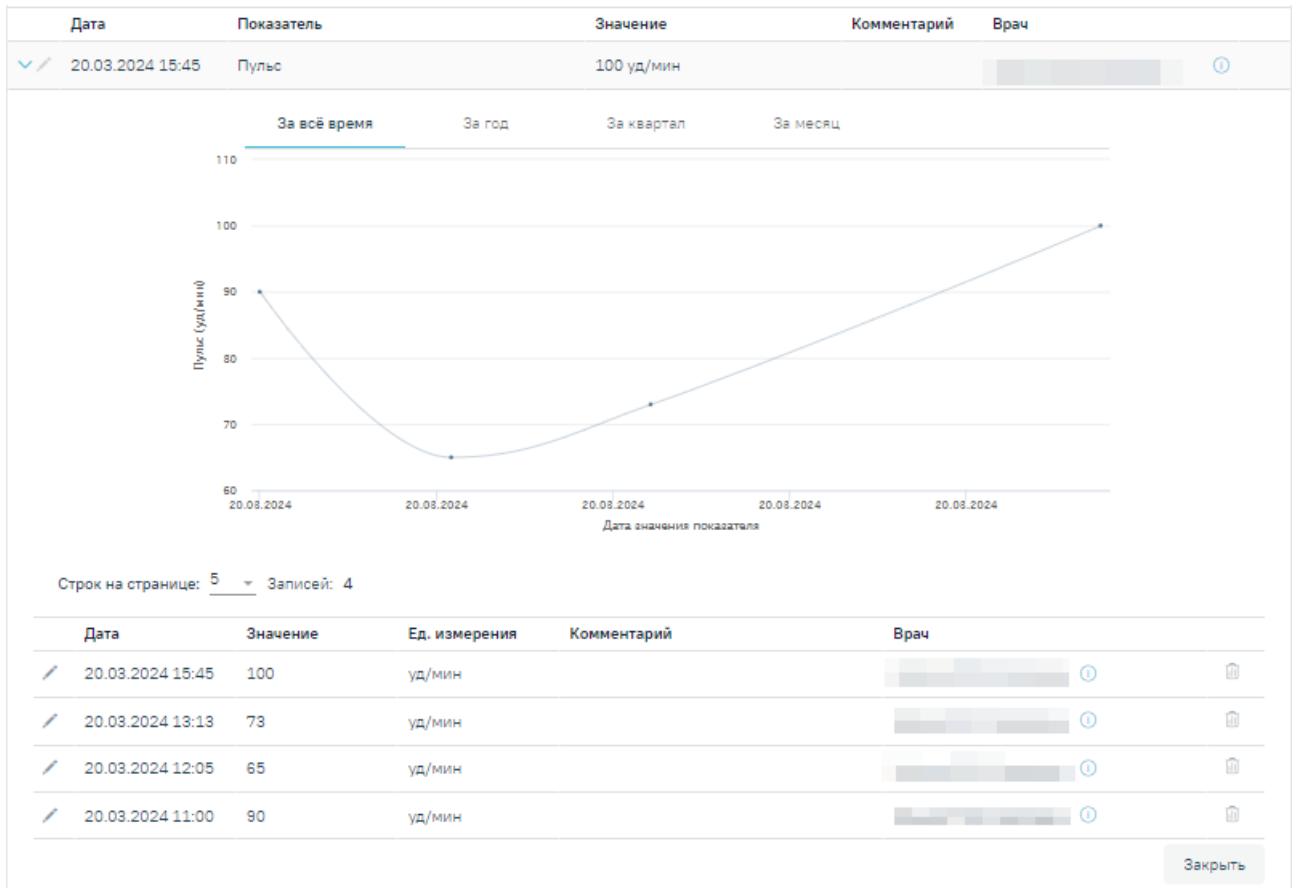 Дата Показатель Значение Комментарий Врач
20.03.2024 15:45 Пульс 100 уд/мин
За всё время За год За квартал За месяц
110
100
90
80
70
60
Пульс (уд/мин)
20.03.2024 20.03.2024 20.03.2024 20.03.2024 20.03.2024
Дата значения показателя
Строк на странице: 5 Записей: 4
Дата Значение Ед. измерения Комментарий Врач
20.03.2024 15:45 100 уд/мин
20.03.2024 13:13 73 уд/мин
20.03.2024 12:05 65 уд/мин
20.03.2024 11:00 90 уд/мин
Закрыть